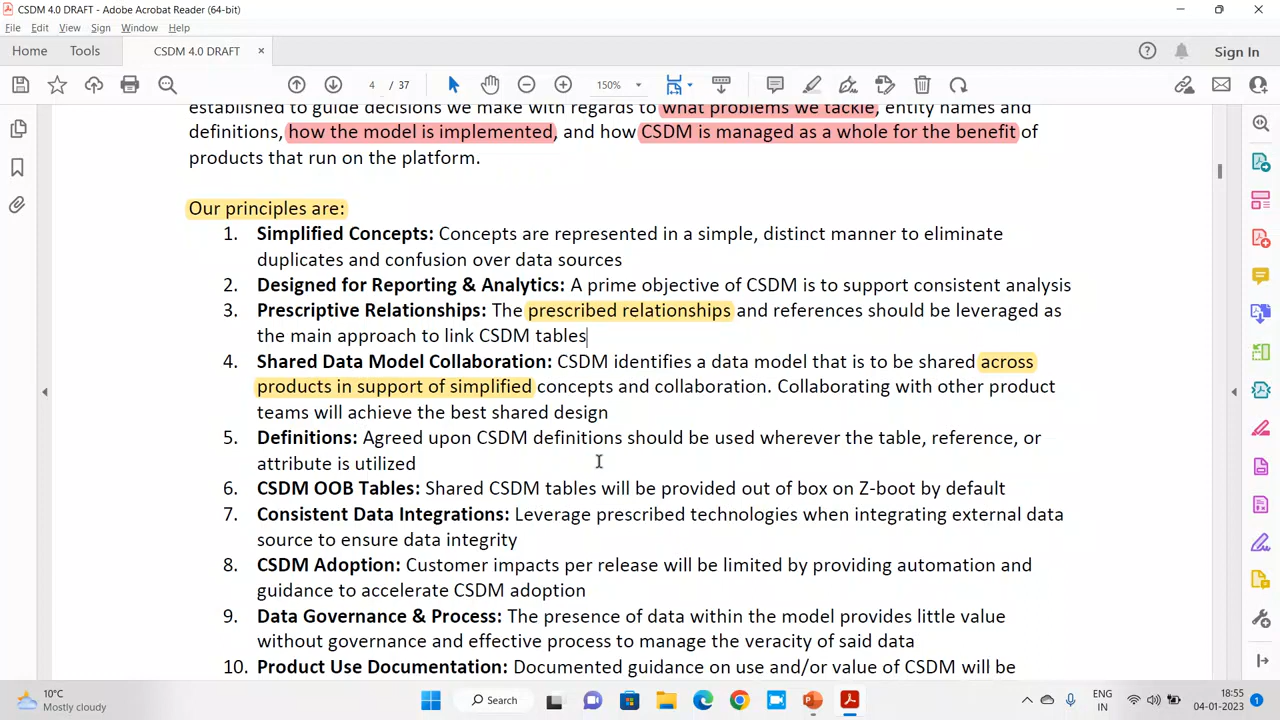 CSDM 4.0 DRAFT - Adobe Acrobat Reader (64-bit)
File Edit View Sign Window Help
Home Tools CSDM 4.0 DRAFT × Sign In
4 / 37 150%
established to guide decisions we make with regards to what problems we tackle, entity names and
definitions, how the model is implemented, and how CSDM is managed as a whole for the benefit of
products that run on the platform.
Our principles are:
1. Simplified Concepts: Concepts are represented in a simple, distinct manner to eliminate
duplicates and confusion over data sources
2. Designed for Reporting & Analytics: A prime objective of CSDM is to support consistent analysis
3. Prescriptive Relationships: The prescribed relationships and references should be leveraged as
the main approach to link CSDM tables
4. Shared Data Model Collaboration: CSDM identifies a data model that is to be shared across
products in support of simplified concepts and collaboration. Collaborating with other product
teams will achieve the best shared design
5. Definitions: Agreed upon CSDM definitions should be used wherever the table, reference, or
attribute is utilized
6. CSDM OOB Tables: Shared CSDM tables will be provided out of box on Z-boot by default
7. Consistent Data Integrations: Leverage prescribed technologies when integrating external data
source to ensure data integrity
8. CSDM Adoption: Customer impacts per release will be limited by providing automation and
guidance to accelerate CSDM adoption
9. Data Governance & Process: The presence of data within the model provides little value
without governance and effective process to manage the veracity of said data
10. Product Use Documentation: Documented guidance on use and/or value of CSDM will be
10°C
Mostly cloudy
Search
ENG
IN
18:55
04-01-2023
1